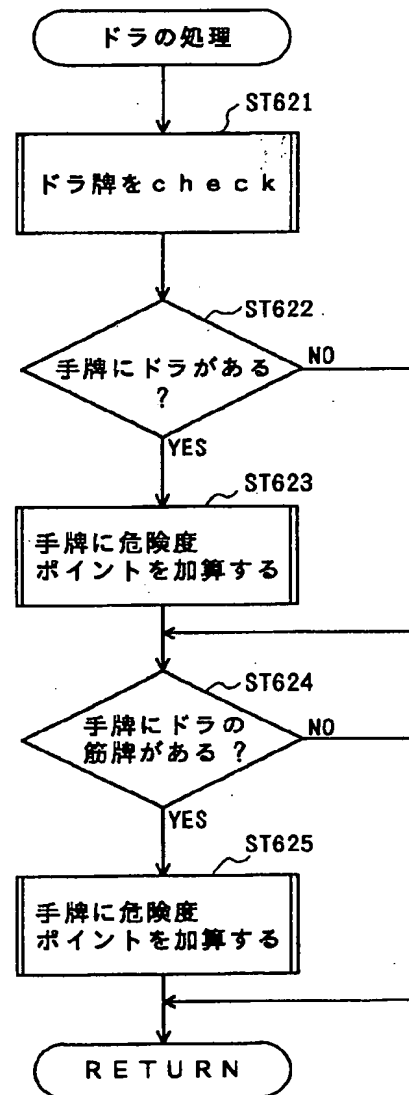 ドラの処理
ST621
ドラ牌をcheck
ST622
手牌にドラがある
?
NO
YES
ST623
手牌に危険度
ポイントを加算する
ST624
手牌にドラの
筋牌がある ?
NO
YES
ST625
手牌に危険度
ポイントを加算する
RETURN